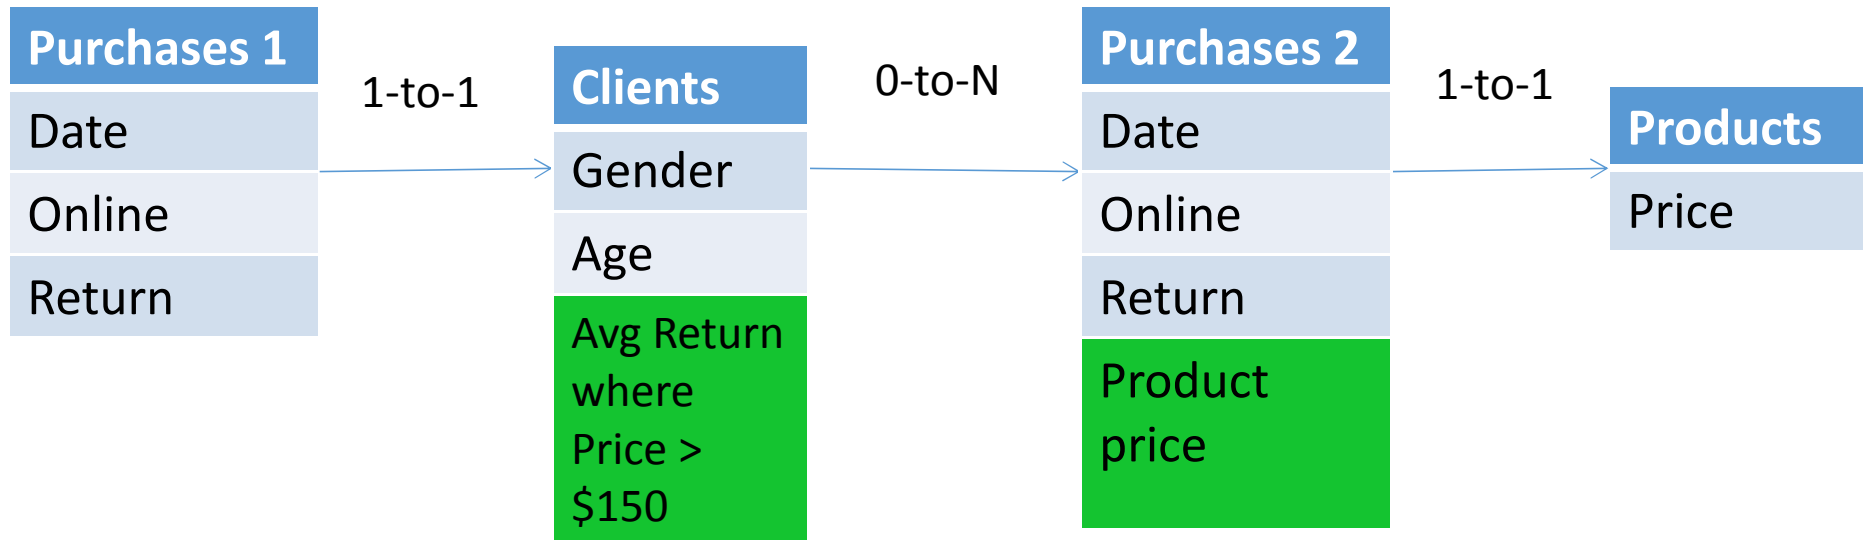 Purchases 1
Date
Online
Return
1-to-1
Clients
Gender
Age
Avg Return
where
Price >
$150
0-to-N
Purchases 2
Date
Online
Return
Product
price
1-to-1
Products
Price